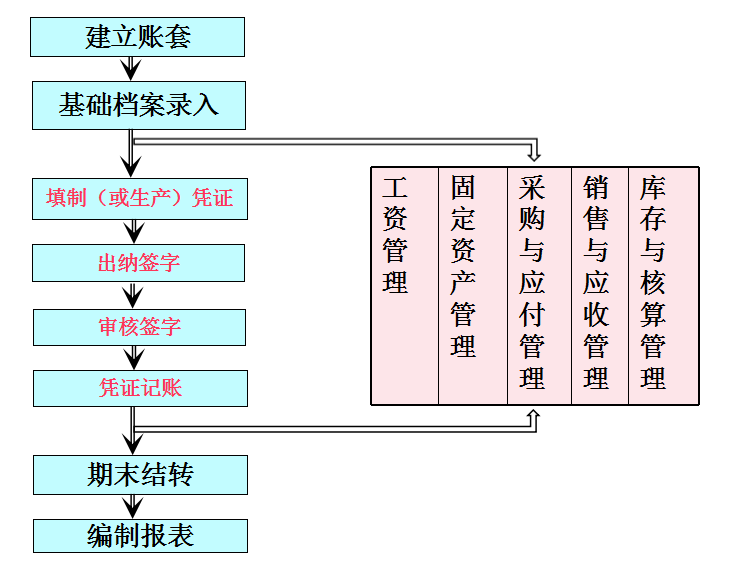 建立账套
基础档案录入
填制（或生产）凭证
出纳签字
审核签字
凭证记账
期末结转
编制报表
工资管理
固定资产管理
采购与应付管理
销售与应收管理
库存与核算管理